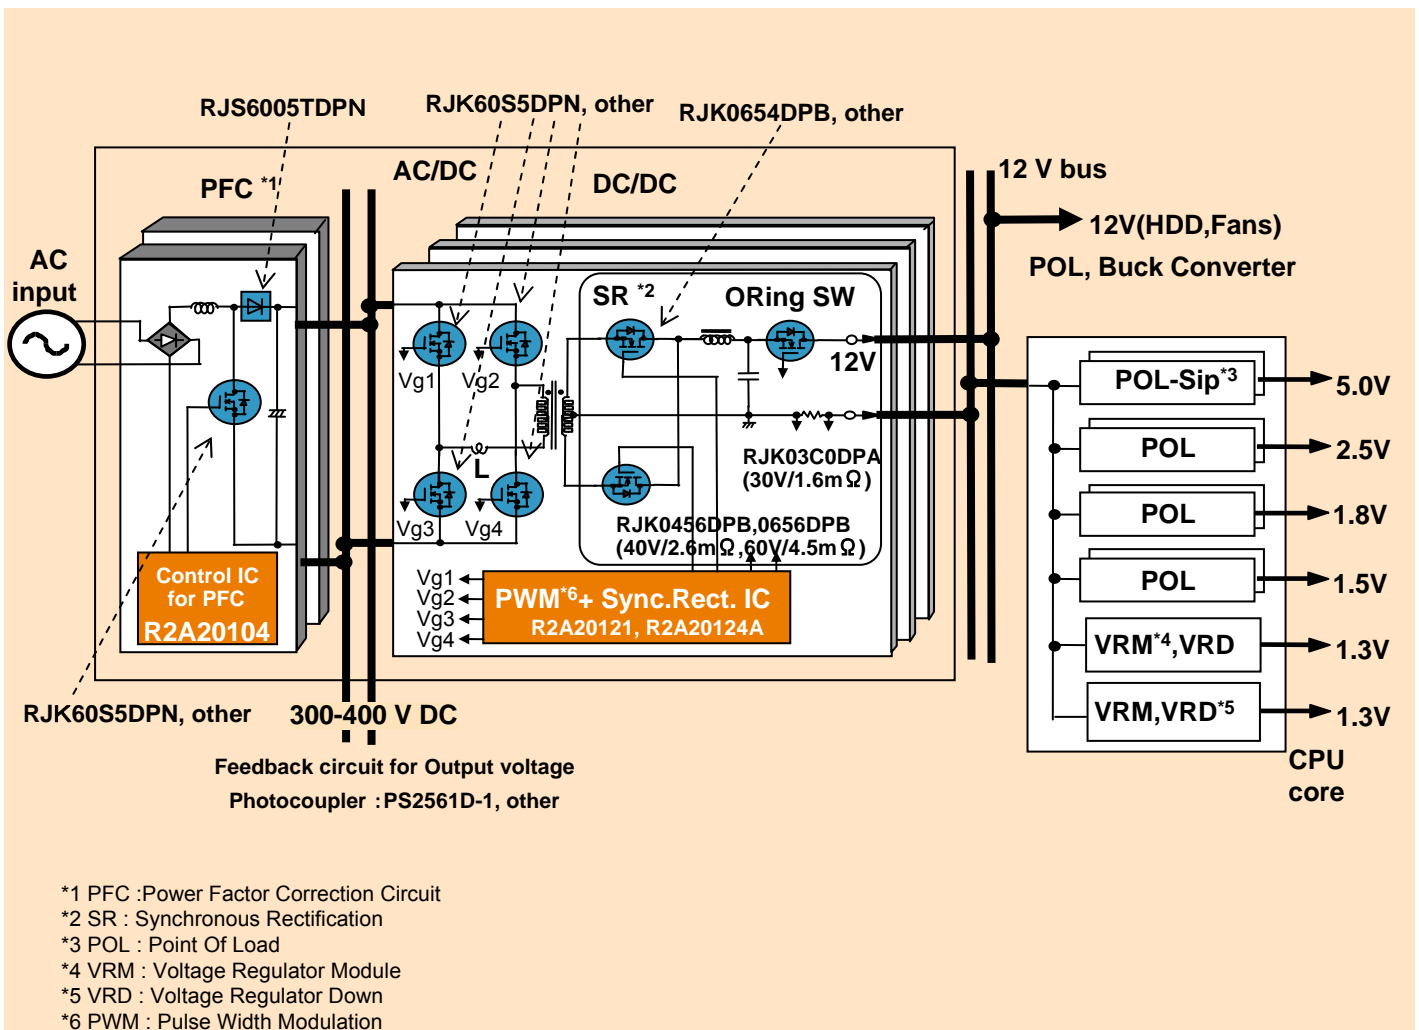 RJS6005TDPN
RJK60S5DPN, other
RJK0654DPB, other
PFC *1
AC/DC
DC/DC
12 V bus
12V(HDD,Fans)
POL, Buck Converter
AC
input
SR *2
ORing SW
Vg1
Vg2
12V
L
Vg3
Vg4
RJK03C0DPA
(30V/1.6mΩ)
RJK0456DPB,0656DPB
(40V/2.6mΩ,60V/4.5mΩ)
Control IC
for PFC
R2A20104
Vg1
Vg2
Vg3
Vg4
PWM*6+ Sync.Rect. IC
R2A20121, R2A20124A
POL-Sip*3
5.0V
POL
2.5V
POL
1.8V
POL
1.5V
VRM*4,VRD
1.3V
VRM,VRD*5
1.3V
CPU
core
RJK60S5DPN, other
300-400 V DC
Feedback circuit for Output voltage
Photocoupler : PS2561D-1, other
*1 PFC :Power Factor Correction Circuit
*2 SR : Synchronous Rectification
*3 POL : Point Of Load
*4 VRM : Voltage Regulator Module
*5 VRD : Voltage Regulator Down
*6 PWM : Pulse Width Modulation